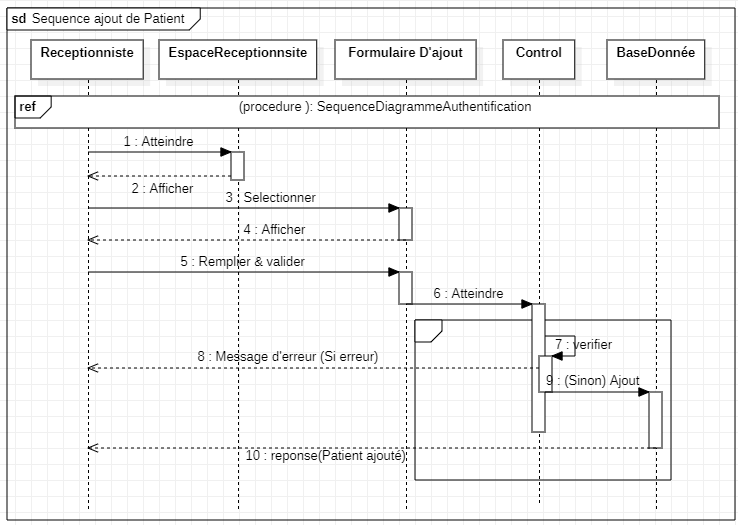 sd Sequence ajout de Patient
Receptionniste
EspaceReceptionnsite
Formulaire D'ajout
Control
BaseDonnée
ref
(procedure ): SequenceDiagrammeAuthentification
1 : Atteindre
2 : Afficher
3 : Selectionner
4 : Afficher
5 : Remplier & valider
6 : Atteindre
7 : verifier
8 : Message d'erreur (Si erreur)
9 : (Sinon) Ajout
10 : reponse(Patient ajouté)